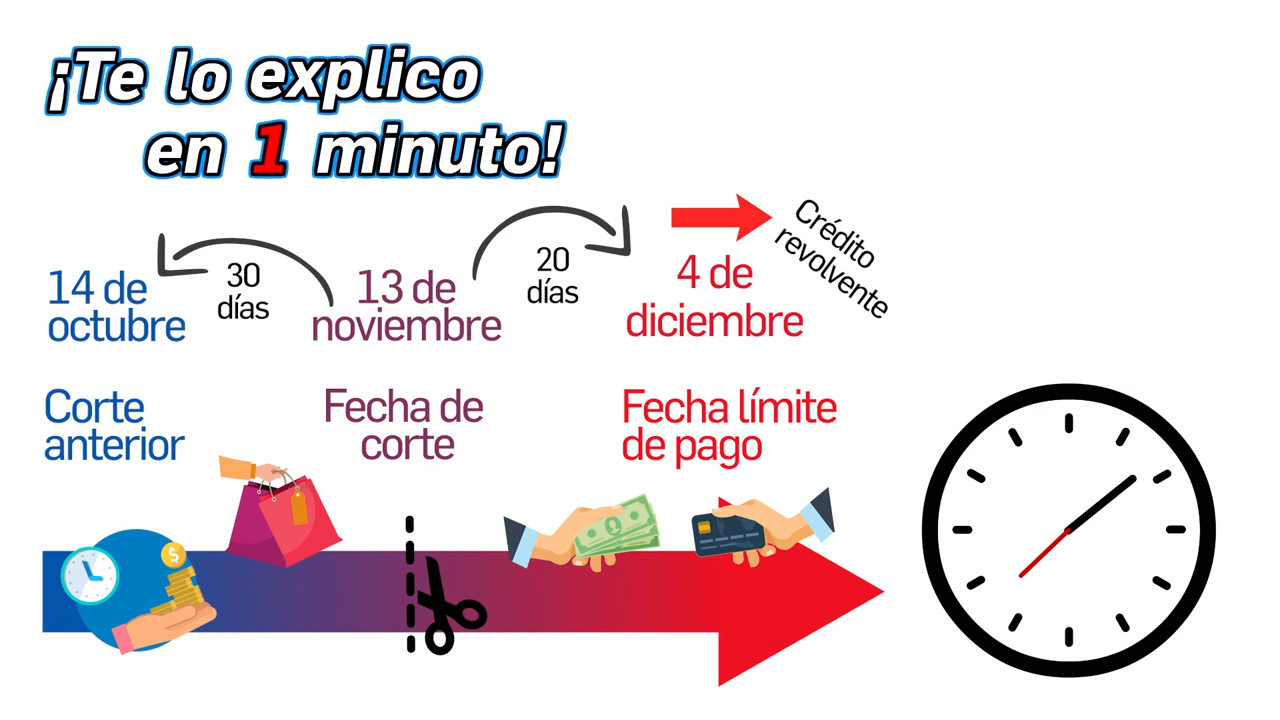 ¡Te lo explico
en 1 minuto!
14 de
octubre
30
días
13 de
noviembre
20
días
4 de
diciembre
Crédito
revolvente
Corte
anterior
Fecha de
corte
Fecha límite
de pago